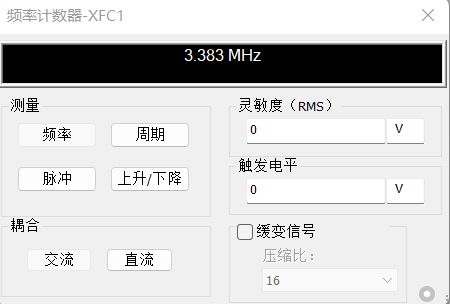 频率计数器-XFC1
3.383 MHz
测量
频率
周期
脉冲
上升/下降
耦合
交流
直流
灵敏度（RMS）
0
V
触发电平
0
V
缓变信号
压缩比：
16